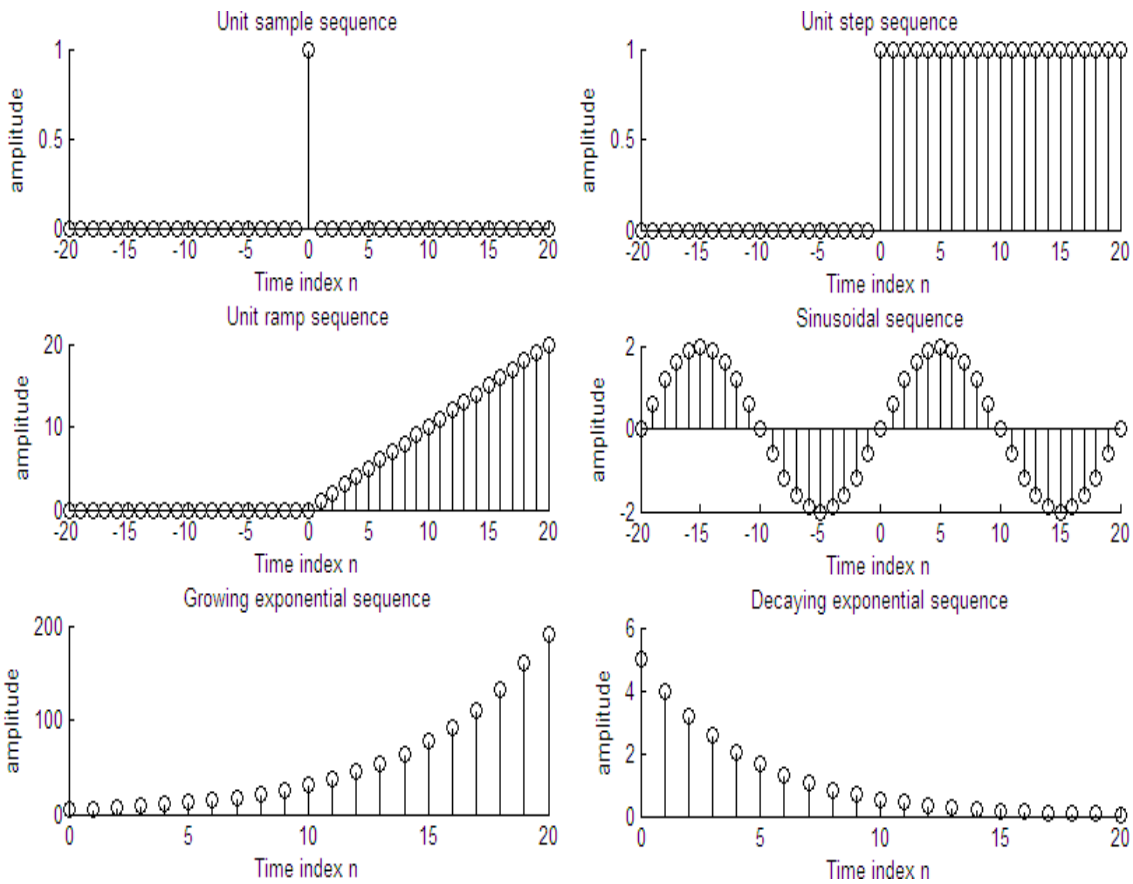 Unit sample sequence
1
0.5
0
amplitude
-20 -15 -10 -5 0 5 10 15 20
Time index n
Unit step sequence
1
0.5
0
amplitude
-20 -15 -10 -5 0 5 10 15 20
Time index n
Unit ramp sequence
20
10
0
amplitude
-20 -15 -10 -5 0 5 10 15 20
Time index n
Sinusoidal sequence
2
0
-2
amplitude
-20 -15 -10 -5 0 5 10 15 20
Time index n
Growing exponential sequence
200
100
0
amplitude
0 5 10 15 20
Time index n
Decaying exponential sequence
6
4
2
0
amplitude
0 5 10 15 20
Time index n